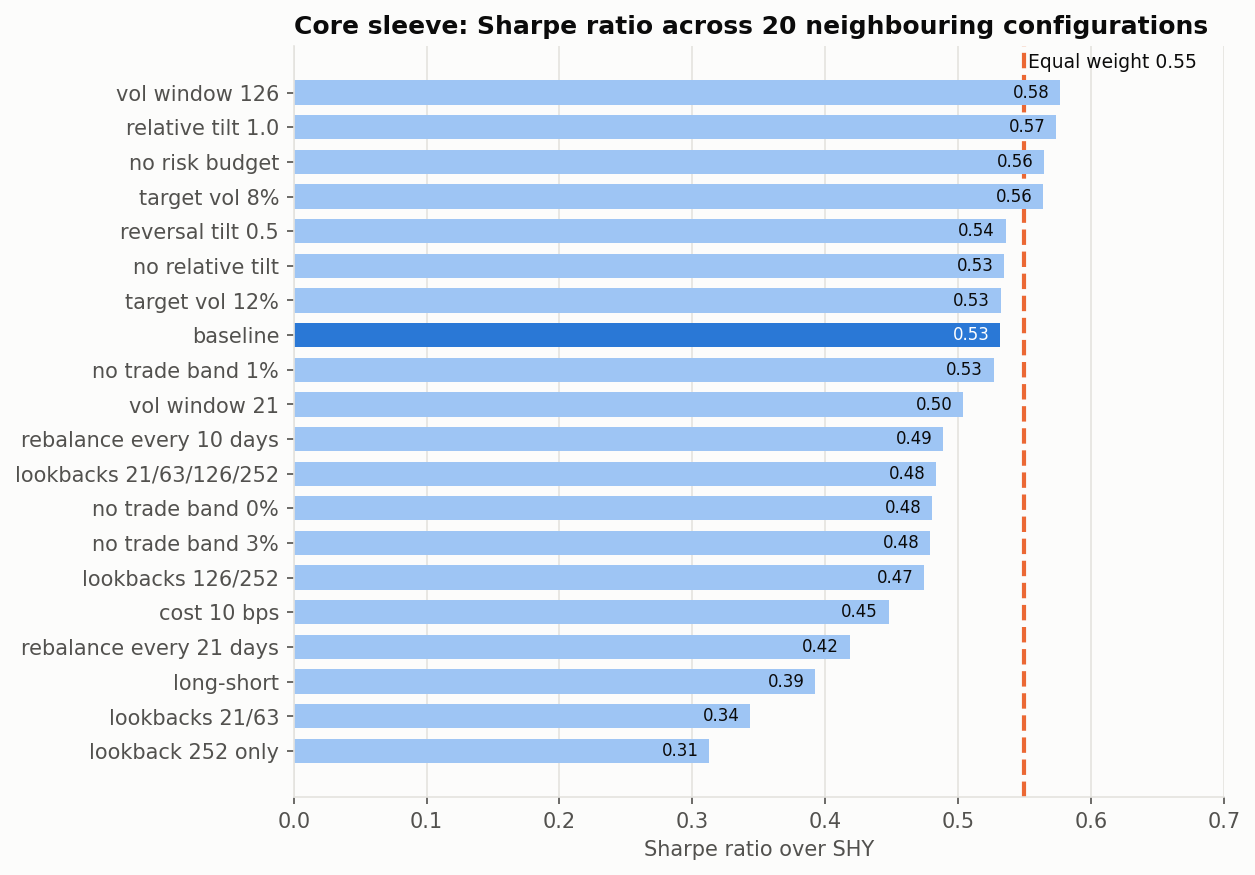 Core sleeve: Sharpe ratio across 20 neighbouring configurations
Equal weight 0.55
vol window 126 0.58
relative tilt 1.0 0.57
no risk budget 0.56
target vol 8% 0.56
reversal tilt 0.5 0.54
no relative tilt 0.53
target vol 12% 0.53
baseline 0.53
no trade band 1% 0.53
vol window 21 0.50
rebalance every 10 days 0.49
lookbacks 21/63/126/252 0.48
no trade band 0% 0.48
no trade band 3% 0.48
lookbacks 126/252 0.47
cost 10 bps 0.45
rebalance every 21 days 0.42
long-short 0.39
lookbacks 21/63 0.34
lookback 252 only 0.31
0.0 0.1 0.2 0.3 0.4 0.5 0.6 0.7
Sharpe ratio over SHY